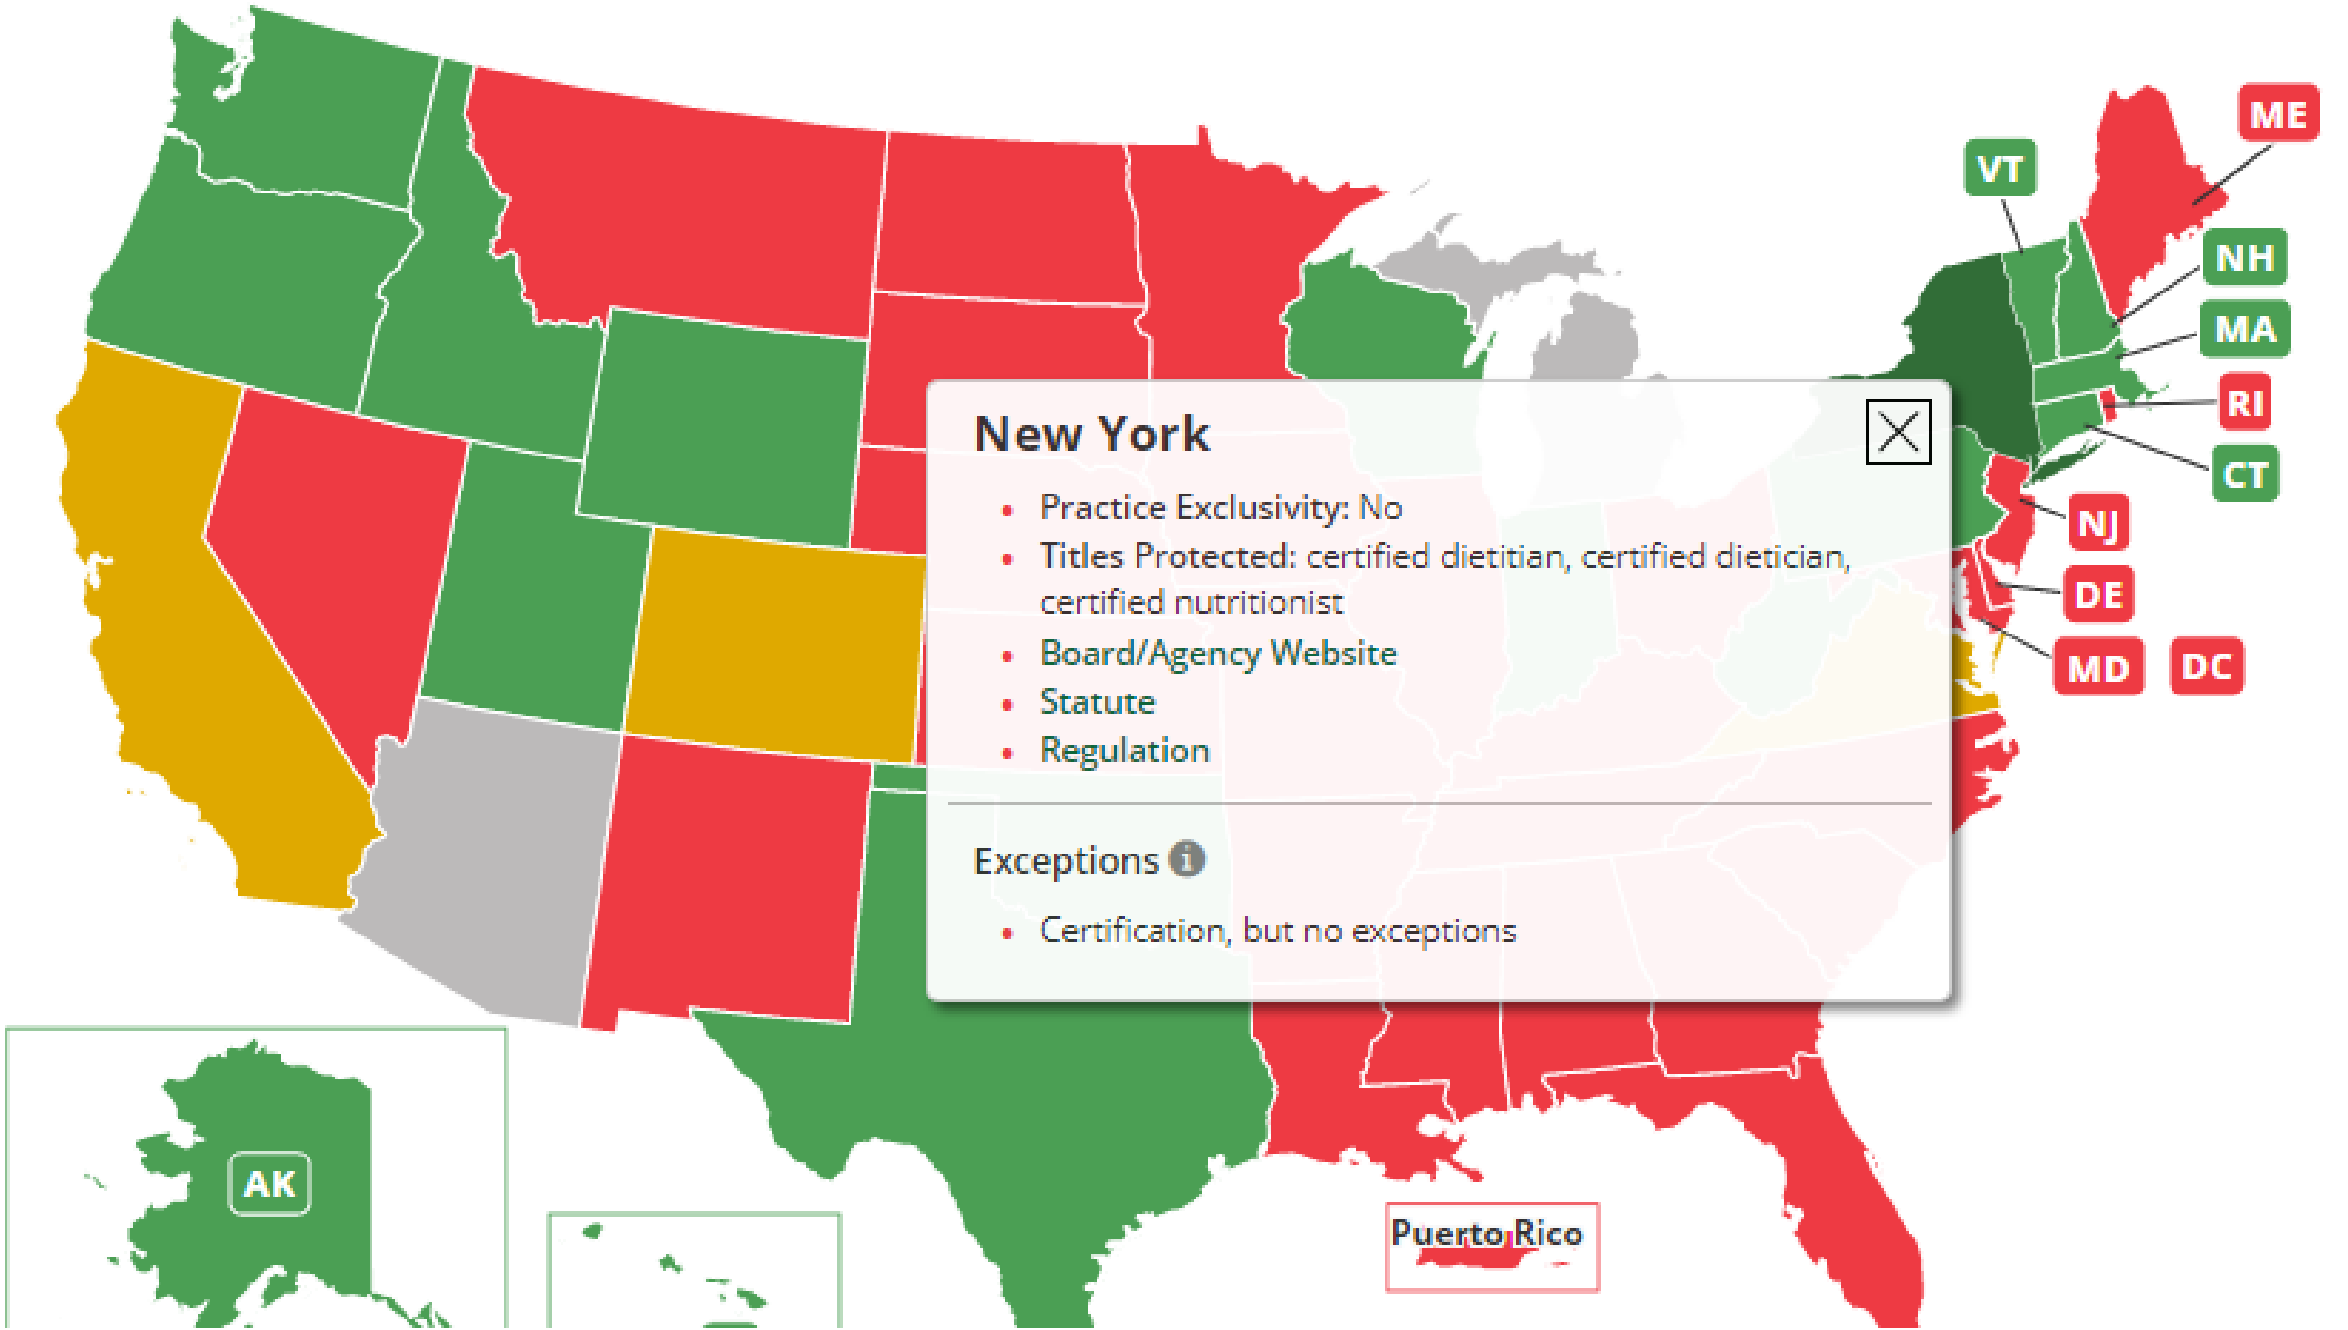 ME
VT
NH
MA
RI
CT
NJ
DE
MD DC
New York
Practice Exclusivity: No
Titles Protected: certified dietitian, certified dietician,
certified nutritionist
Board/Agency Website
Statute
Regulation
Exceptions
Certification, but no exceptions
AK
Puerto Rico